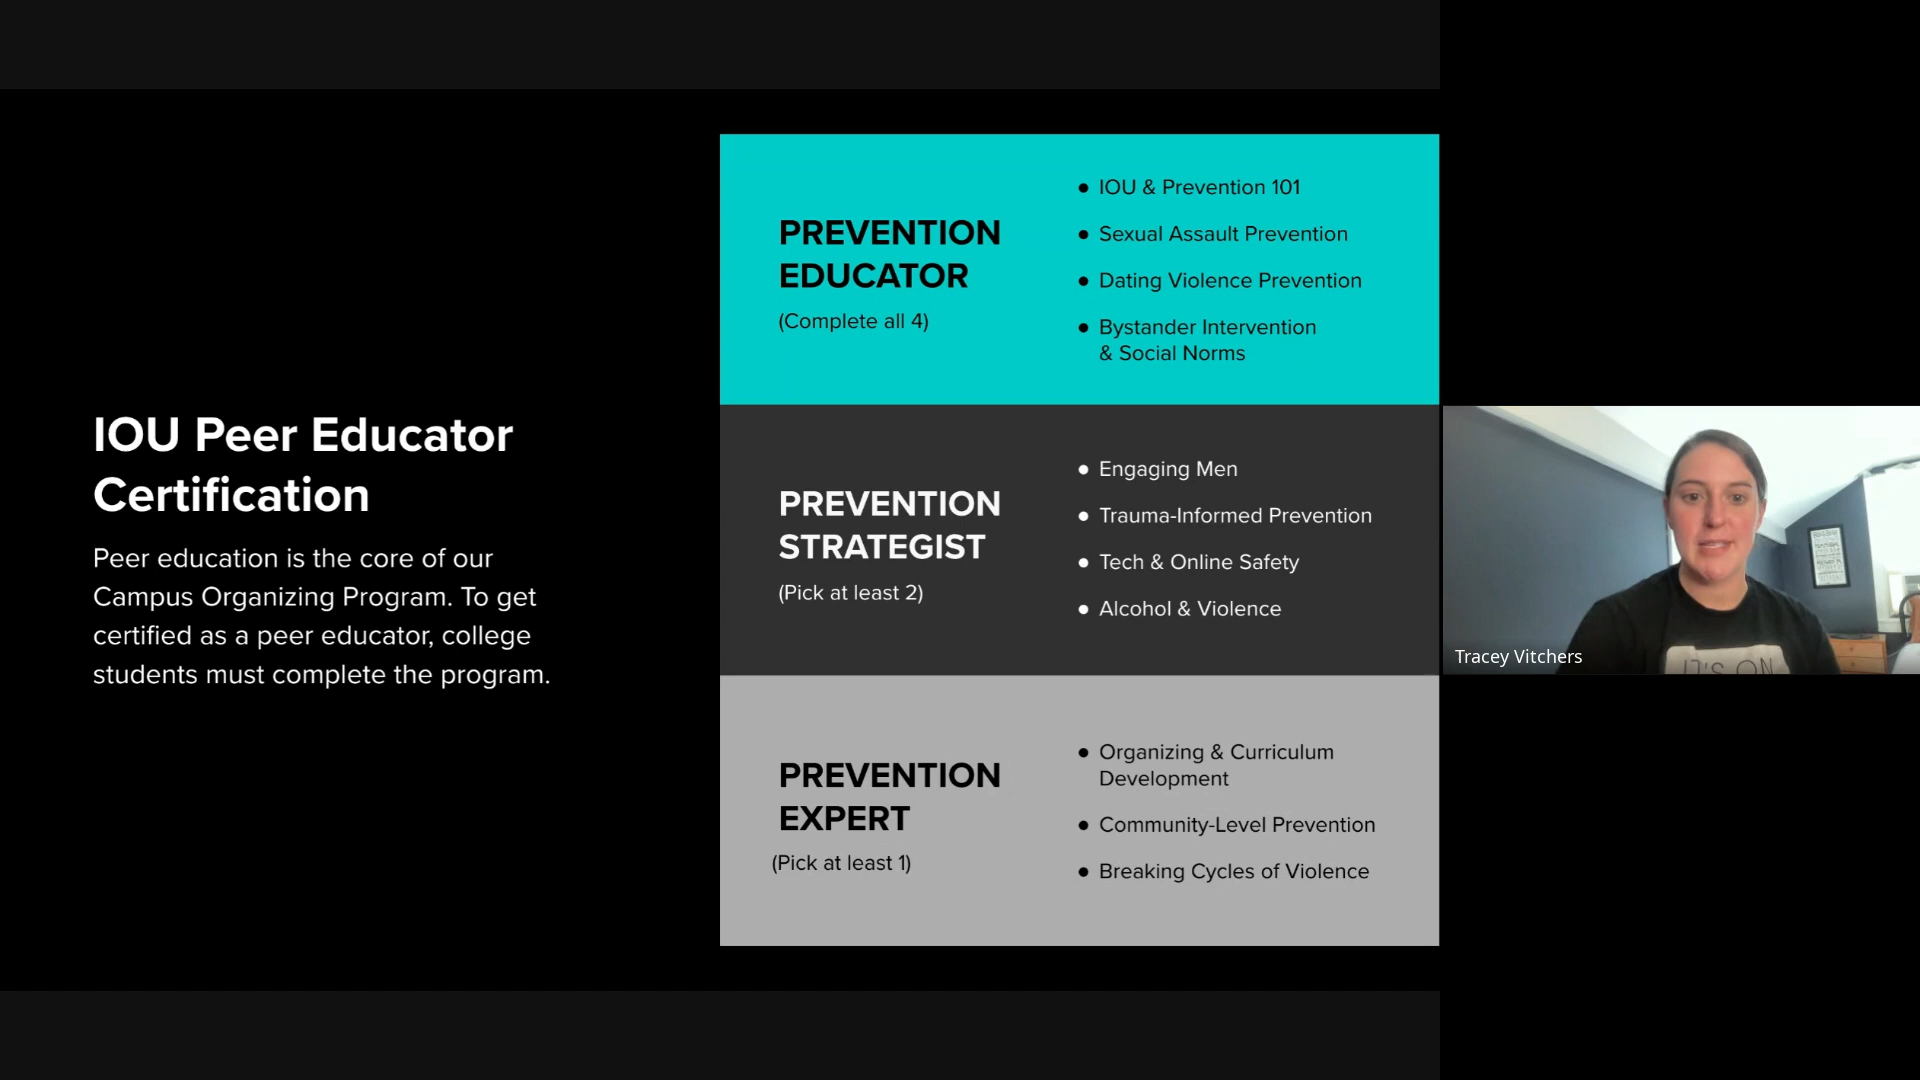 IOU Peer Educator
Certification
Peer education is the core of our
Campus Organizing Program. To get
certified as a peer educator, college
students must complete the program.
PREVENTION
EDUCATOR
(Complete all 4)
● IOU & Prevention 101
● Sexual Assault Prevention
● Dating Violence Prevention
● Bystander Intervention
& Social Norms
PREVENTION
STRATEGIST
(Pick at least 2)
● Engaging Men
● Trauma-Informed Prevention
● Tech & Online Safety
● Alcohol & Violence
PREVENTION
EXPERT
(Pick at least 1)
● Organizing & Curriculum
Development
● Community-Level Prevention
● Breaking Cycles of Violence
IT'S ON
Tracey Vitchers